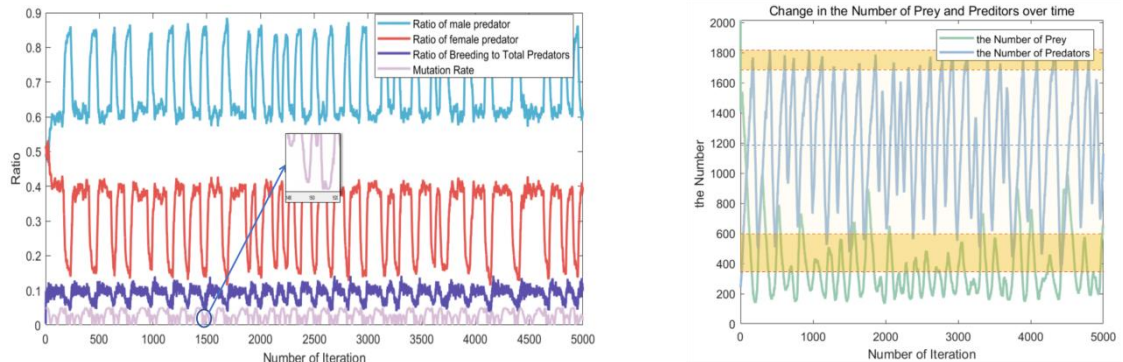 0.9
0.8
0.7
0.6
0.5
0.4
0.3
0.2
0.1
0
Ratio
Ratio of male predator
Ratio of female predator
Ratio of Breeding to Total Predators
Mutation Rate
0 500 1000 1500 2000 2500 3000 3500 4000 4500 5000
Number of Iteration
Change in the Number of Prey and Preditors over time
2000
1800
1600
1400
1200
1000
800
600
400
200
0
the Number
the Number of Prey
the Number of Predators
0 1000 2000 3000 4000 5000
Number of Iteration